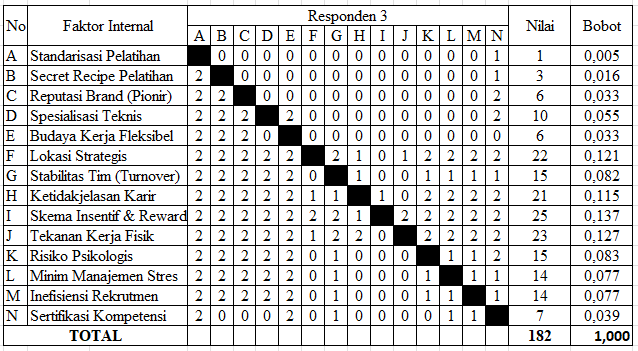 No Faktor Internal Responden 3 Nilai Bobot
A B C D E F G H I J K L M N
A Standarisasi Pelatihan 0 0 0 0 0 0 0 0 0 0 0 0 1 1 0,005
B Secret Recipe Pelatihan 2 0 0 0 0 0 0 0 0 0 0 0 1 3 0,016
C Reputasi Brand (Pionir) 2 2 0 0 0 0 0 0 0 0 0 0 2 6 0,033
D Spesialisasi Teknis 2 2 2 2 0 0 0 0 0 0 0 0 2 10 0,055
E Budaya Kerja Fleksibel 2 2 2 0 0 0 0 0 0 0 0 0 0 6 0,033
F Lokasi Strategis 2 2 2 2 2 2 1 0 1 2 2 2 2 22 0,121
G Stabilitas Tim (Turnover) 2 2 2 2 2 0 1 0 0 1 1 1 1 15 0,082
H Ketidakjelasan Karir 2 2 2 2 2 1 1 1 0 2 2 2 2 21 0,115
I Skema Insentif & Reward 2 2 2 2 2 2 2 1 2 2 2 2 2 25 0,137
J Tekanan Kerja Fisik 2 2 2 2 2 1 2 2 0 2 2 2 2 23 0,127
K Risiko Psikologis 2 2 2 2 2 0 1 0 0 0 1 1 2 15 0,083
L Minim Manajemen Stres 2 2 2 2 2 0 1 0 0 0 1 1 1 14 0,077
M Inefisiensi Rekrutmen 2 2 2 2 2 0 1 0 0 0 1 1 1 14 0,077
N Sertifikasi Kompetensi 2 0 0 0 2 0 1 0 0 0 0 1 1 7 0,039
TOTAL 182 1,000